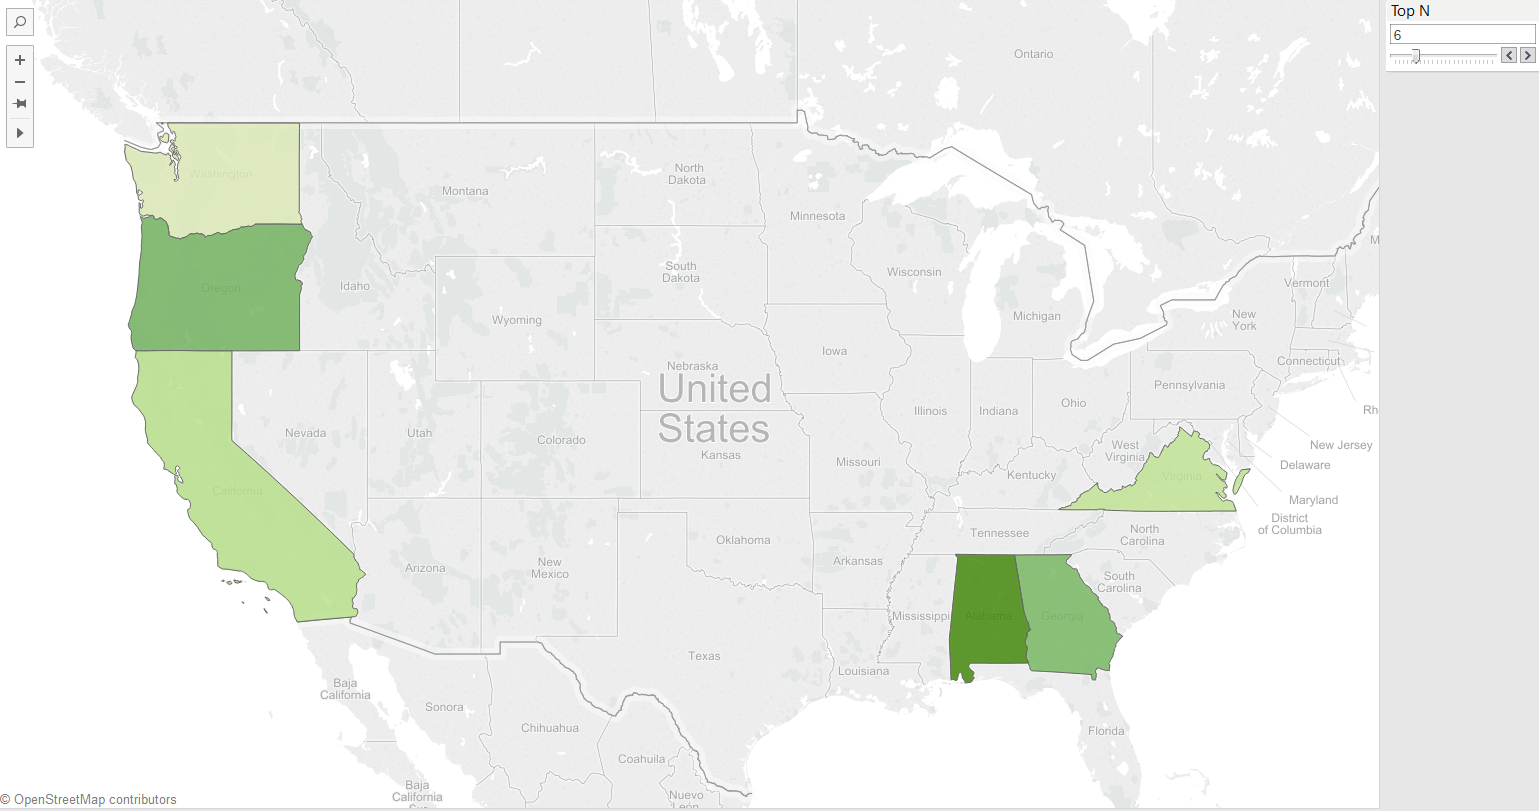 Top N
6
Ontario
Washington
Montana
North
Dakota
Minnesota
M
Oregon
Idaho
South
Dakota
Wisconsin
Vermont
Wyoming
Michigan
New
York
Iowa
Connecticut
Nebraska
Pennsylvania
United
States
Illinois
Indiana
Ohio
Rh
Nevada
Utah
Colorado
Kansas
Missouri
West
Virginia
New Jersey
Delaware
Kentucky
Virginia
California
Maryland
District
of Columbia
Tennessee
North
Carolina
Oklahoma
Arkansas
Arizona
New
Mexico
South
Carolina
Mississippi
Alabama
Georgia
Texas
Louisiana
Baja
California
Sonora
Chihuahua
Florida
Coahuila
Baja
California
Nuevo
León
© OpenStreetMap contributors